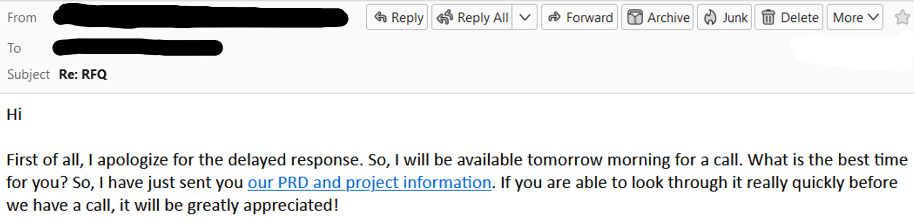 From Reply Reply All Forward Archive Junk Delete More
To
Subject Re: RFQ
Hi
First of all, I apologize for the delayed response. So, I will be available tomorrow morning for a call. What is the best time
for you? So, I have just sent you our PRD and project information. If you are able to look through it really quickly before
we have a call, it will be greatly appreciated!